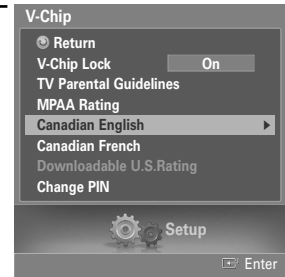 V-Chip
Return
V-Chip Lock On
TV Parental Guidelines
MPAA Rating
Canadian English
Canadian French
Downloadable U.S.Rating
Change PIN
Setup
Enter